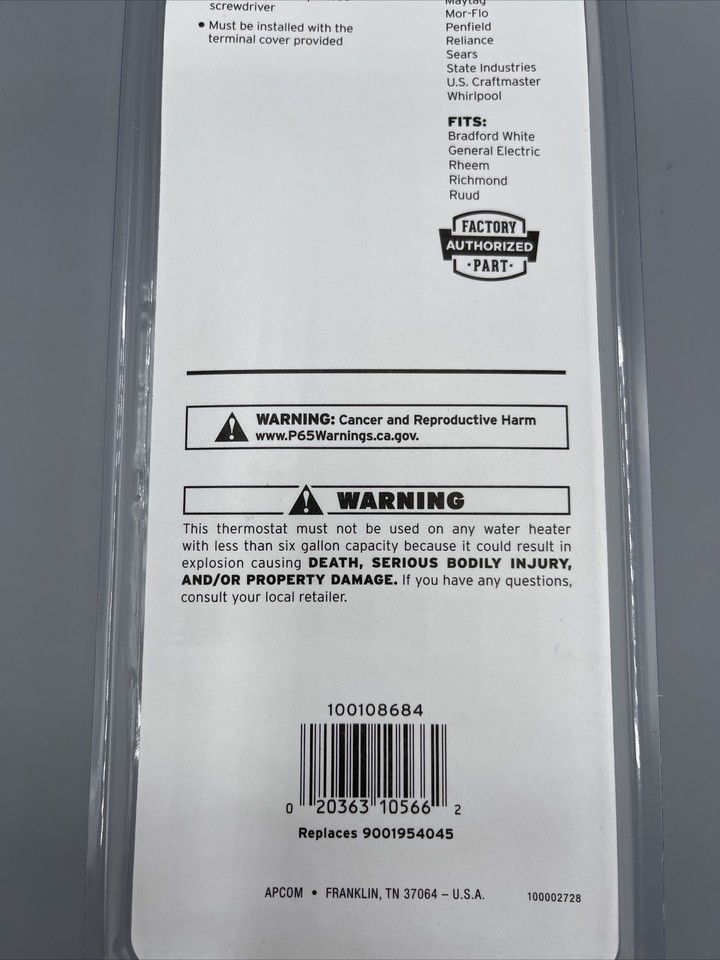 screwdriver
• Must be installed with the
terminal cover provided
Maytag
Mor-Flo
Penfield
Reliance
Sears
State Industries
U.S. Craftmaster
Whirlpool
FITS:
Bradford White
General Electric
Rheem
Richmond
Ruud
FACTORY
AUTHORIZED
·PART·
WARNING: Cancer and Reproductive Harm
www.P65Warnings.ca.gov.
WARNING
This thermostat must not be used on any water heater
with less than six gallon capacity because it could result in
explosion causing DEATH, SERIOUS BODILY INJURY,
AND/OR PROPERTY DAMAGE. If you have any questions,
consult your local retailer.
100108684
0 20363 10566 2
Replaces 9001954045
APCOM • FRANKLIN, TN 37064 – U.S.A. 100002728